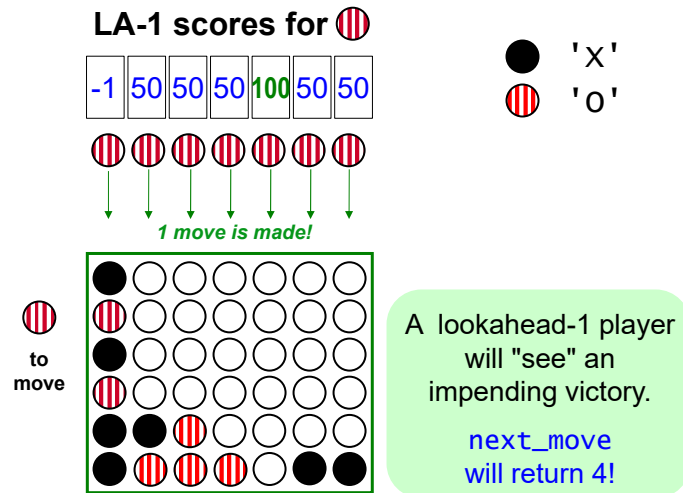 LA-1 scores for
'X'
'O'
-1 50 50 50 100 50 50
1 move is made!
to
move
A lookahead-1 player
will "see" an
impending victory.
next_move
will return 4!